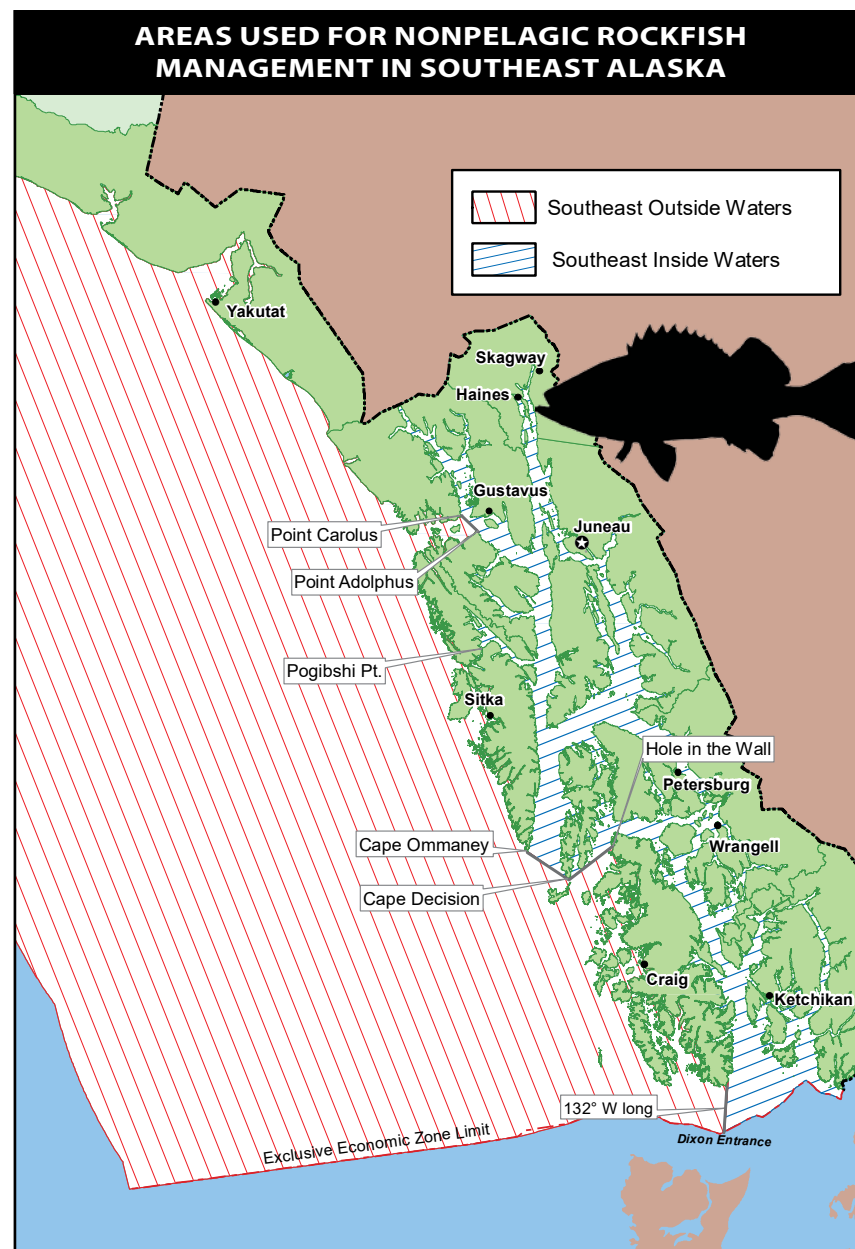 AREAS USED FOR NONPELAGIC ROCKFISH
MANAGEMENT IN SOUTHEAST ALASKA
Southeast Outside Waters
Southeast Inside Waters
Yakutat
Skagway
Haines
Gustavus
Point Carolus
Juneau
Point Adolphus
Pogibshi Pt.
Sitka
Hole in the Wall
Petersburg
Wrangell
Cape Ommaney
Cape Decision
Craig
Ketchikan
132° W long
Exclusive Economic Zone Limit
Dixon Entrance